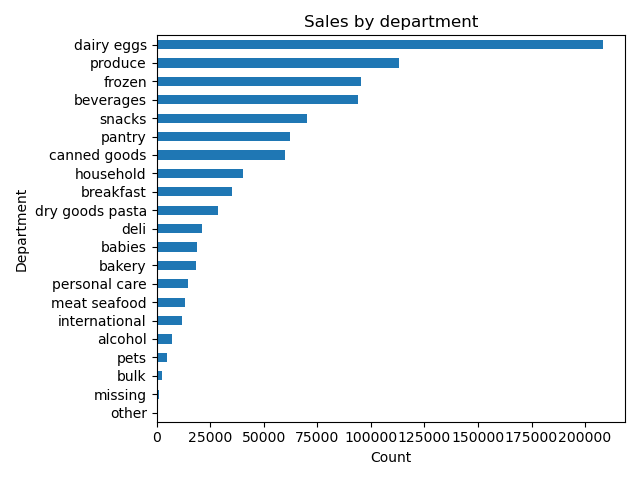 Sales by department
dairy eggs
produce
frozen
beverages
snacks
pantry
canned goods
household
breakfast
dry goods pasta
deli
babies
bakery
personal care
meat seafood
international
alcohol
pets
bulk
missing
other
Department
0 25000 50000 75000 100000 125000 150000 175000 200000
Count